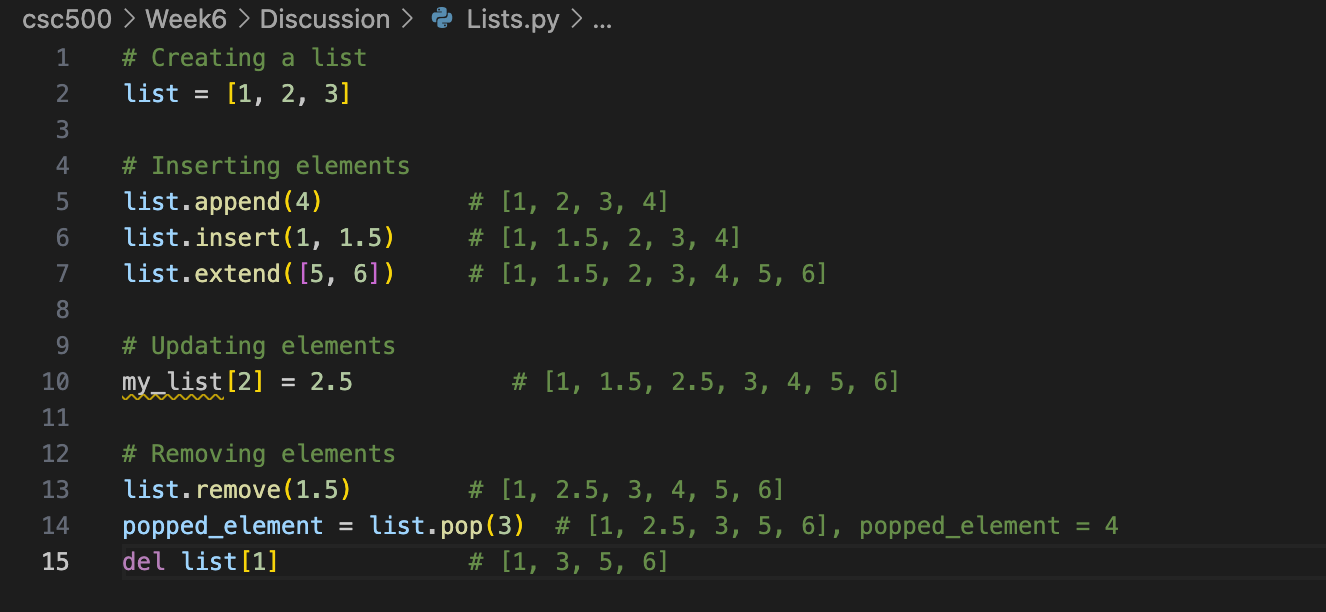 csc500 > Week6 > Discussion > Lists.py > ...
1 # Creating a list
2 list = [1, 2, 3]
3
4 # Inserting elements
5 list.append(4) # [1, 2, 3, 4]
6 list.insert(1, 1.5) # [1, 1.5, 2, 3, 4]
7 list.extend([5, 6]) # [1, 1.5, 2, 3, 4, 5, 6]
8
9 # Updating elements
10 my_list[2] = 2.5 # [1, 1.5, 2.5, 3, 4, 5, 6]
11
12 # Removing elements
13 list.remove(1.5) # [1, 2.5, 3, 4, 5, 6]
14 popped_element = list.pop(3) # [1, 2.5, 3, 5, 6], popped_element = 4
15 del list[1] # [1, 3, 5, 6]